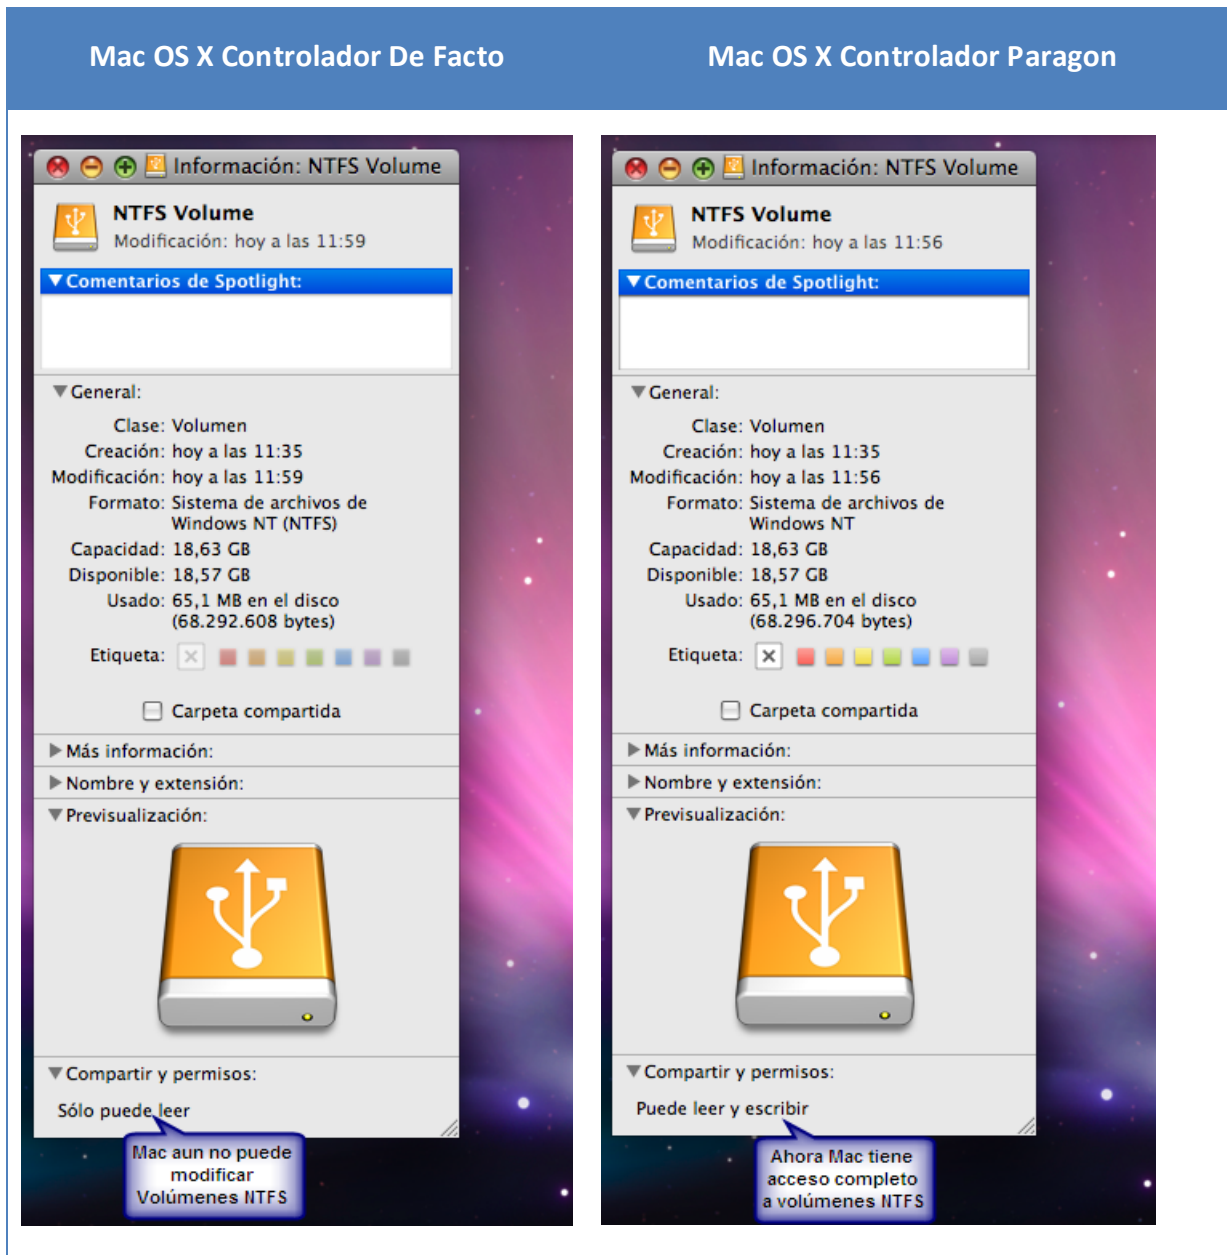 Mac OS X Controlador De Facto
Mac OS X Controlador Paragon
Información: NTFS Volume
NTFS Volume
Modificación: hoy a las 11:59
Comentarios de Spotlight:
General:
Clase: Volumen
Creación: hoy a las 11:35
Modificación: hoy a las 11:59
Formato: Sistema de archivos de
Windows NT (NTFS)
Capacidad: 18,63 GB
Disponible: 18,57 GB
Usado: 65,1 MB en el disco
(68.292.608 bytes)
Etiqueta:
Carpeta compartida
Más información:
Nombre y extensión:
Previsualización:
Compartir y permisos:
Sólo puede leer
Mac aun no puede
modificar
Volúmenes NTFS
Información: NTFS Volume
NTFS Volume
Modificación: hoy a las 11:56
Comentarios de Spotlight:
General:
Clase: Volumen
Creación: hoy a las 11:35
Modificación: hoy a las 11:56
Formato: Sistema de archivos de
Windows NT
Capacidad: 18,63 GB
Disponible: 18,57 GB
Usado: 65,1 MB en el disco
(68.296.704 bytes)
Etiqueta:
Carpeta compartida
Más información:
Nombre y extensión:
Previsualización:
Compartir y permisos:
Puede leer y escribir
Ahora Mac tiene
acceso completo
a volúmenes NTFS